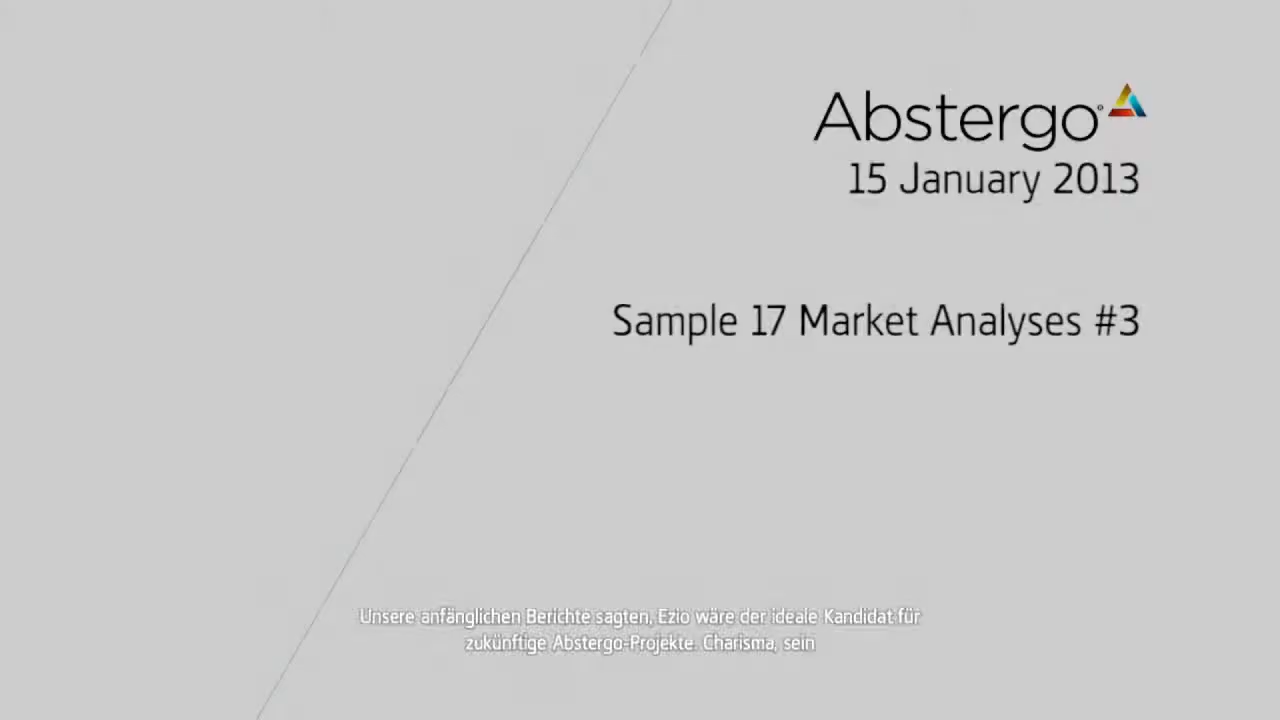 Abstergo
15 January 2013
Sample 17 Market Analyses #3
Unsere anfänglichen Berichte sagten, Ezio wäre der ideale Kandidat für
zukünftige Abstergo-Projekte. Charisma, sein